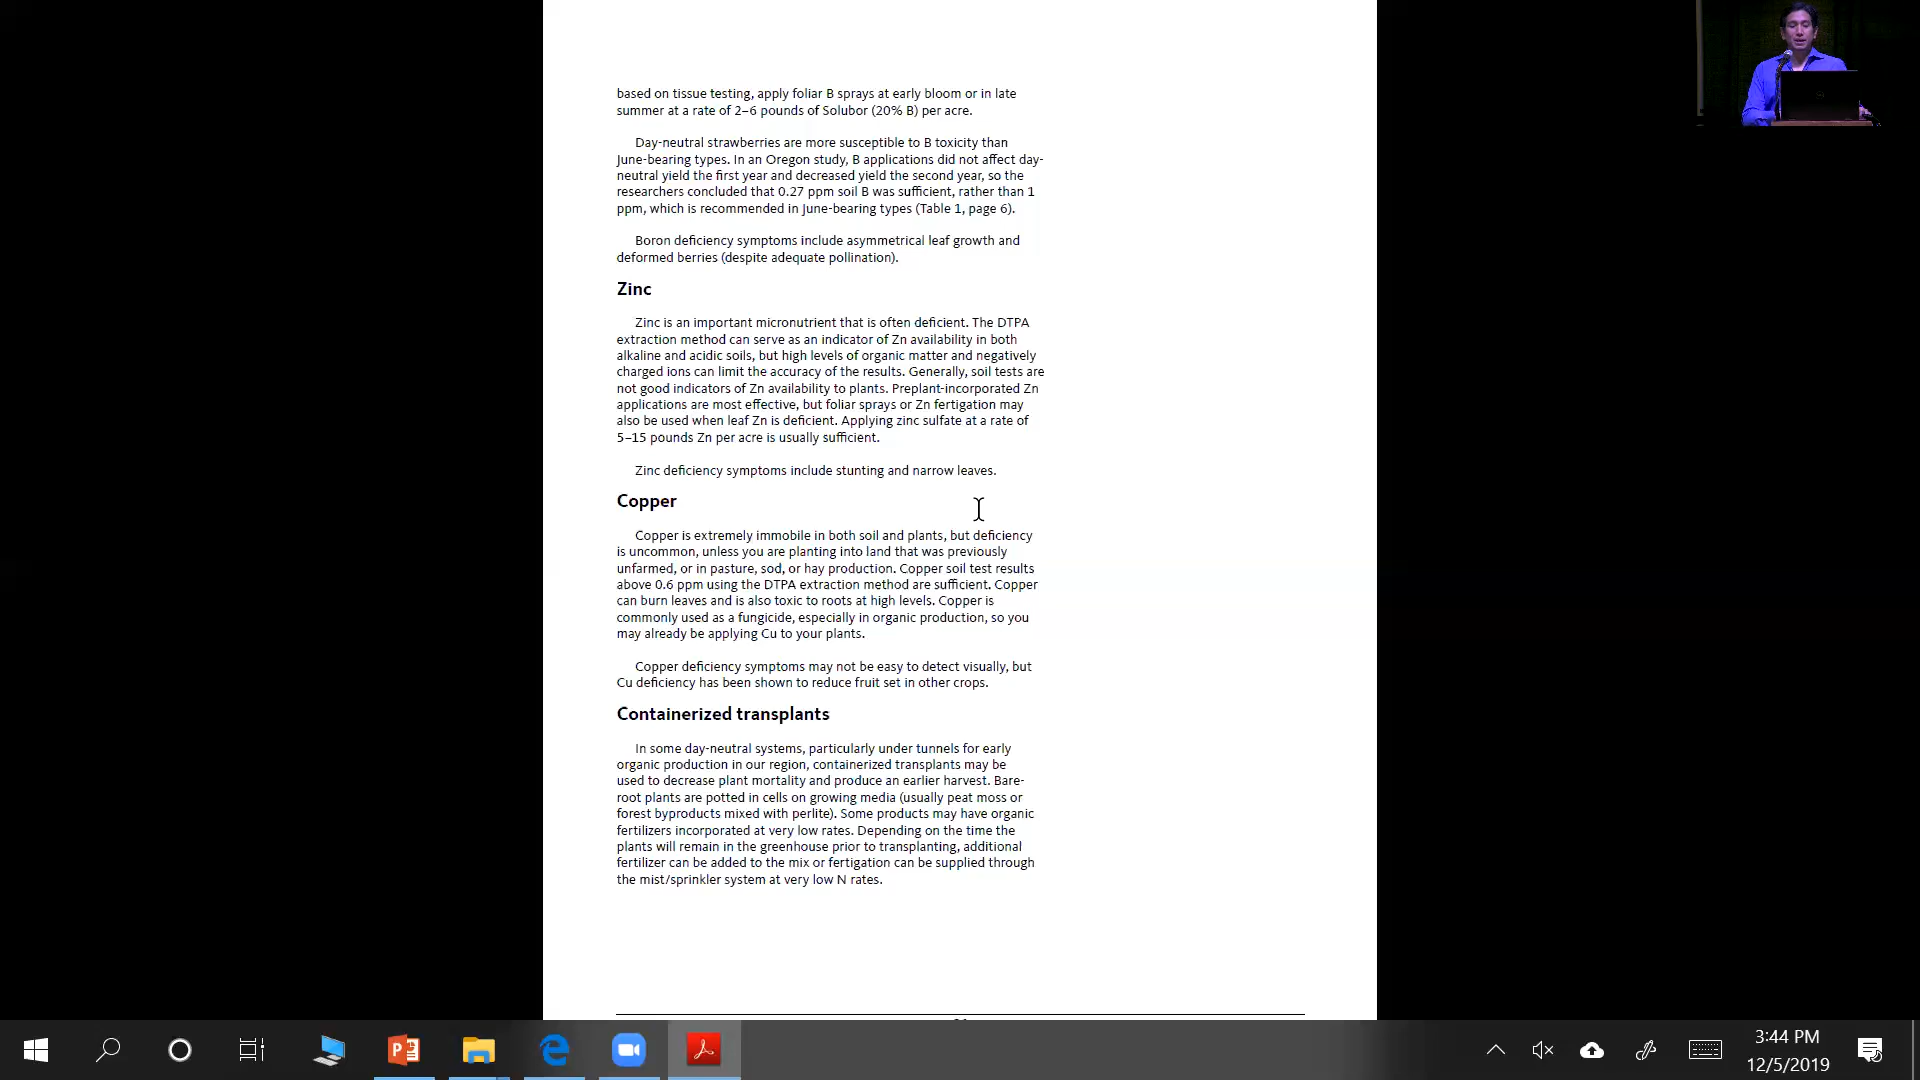 based on tissue testing, apply foliar B sprays at early bloom or in late
summer at a rate of 2–6 pounds of Solubor (20% B) per acre.
Day-neutral strawberries are more susceptible to B toxicity than
June-bearing types. In an Oregon study, B applications did not affect day-
neutral yield the first year and decreased yield the second year, so the
researchers concluded that 0.27 ppm soil B was sufficient, rather than 1
ppm, which is recommended in June-bearing types (Table 1, page 6).
Boron deficiency symptoms include asymmetrical leaf growth and
deformed berries (despite adequate pollination).
Zinc
Zinc is an important micronutrient that is often deficient. The DTPA
extraction method can serve as an indicator of Zn availability in both
alkaline and acidic soils, but high levels of organic matter and negatively
charged ions can limit the accuracy of the results. Generally, soil tests are
not good indicators of Zn availability to plants. Preplant-incorporated Zn
applications are most effective, but foliar sprays or Zn fertigation may
also be used when leaf Zn is deficient. Applying zinc sulfate at a rate of
5–15 pounds Zn per acre is usually sufficient.
Zinc deficiency symptoms include stunting and narrow leaves.
Copper
Copper is extremely immobile in both soil and plants, but deficiency
is uncommon, unless you are planting into land that was previously
unfarmed, or in pasture, sod, or hay production. Copper soil test results
above 0.6 ppm using the DTPA extraction method are sufficient. Copper
can burn leaves and is also toxic to roots at high levels. Copper is
commonly used as a fungicide, especially in organic production, so you
may already be applying Cu to your plants.
Copper deficiency symptoms may not be easy to detect visually, but
Cu deficiency has been shown to reduce fruit set in other crops.
Containerized transplants
In some day-neutral systems, particularly under tunnels for early
organic production in our region, containerized transplants may be
used to decrease plant mortality and produce an earlier harvest. Bare-
root plants are potted in cells on growing media (usually peat moss or
forest byproducts mixed with perlite). Some products may have organic
fertilizers incorporated at very low rates. Depending on the time the
plants will remain in the greenhouse prior to transplanting, additional
fertilizer can be added to the mix or fertigation can be supplied through
the mist/sprinkler system at very low N rates.
3:44 PM
12/5/2019